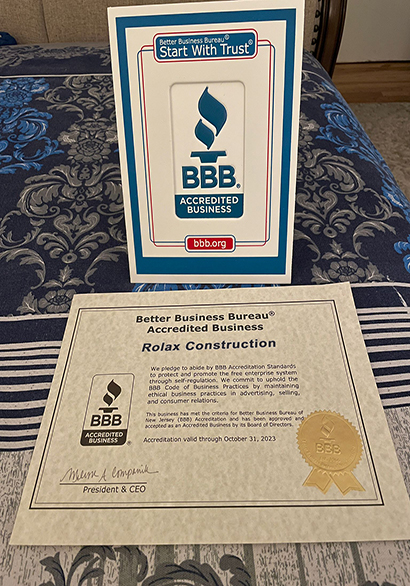 Better Business Bureau®
Start With Trust®
BBB®
ACCREDITED
BUSINESS
bbb.org
Better Business Bureau®
Accredited Business
Rolax Construction
We pledge to abide by BBB Accreditation Standards
to protect and promote the free enterprise system
through self-regulation. We commit to uphold the
BBB Code of Business Practices by maintaining
ethical business practices in advertising, selling,
and consumer relations.
This business has met the criteria for Better Business Bureau of
New Jersey (BBB) Accreditation and has been approved and
accepted as an Accredited Business by its Board of Directors.
Accreditation valid through October 31, 2023
BBB
ACCREDITED
BUSINESS
President & CEO
BBB